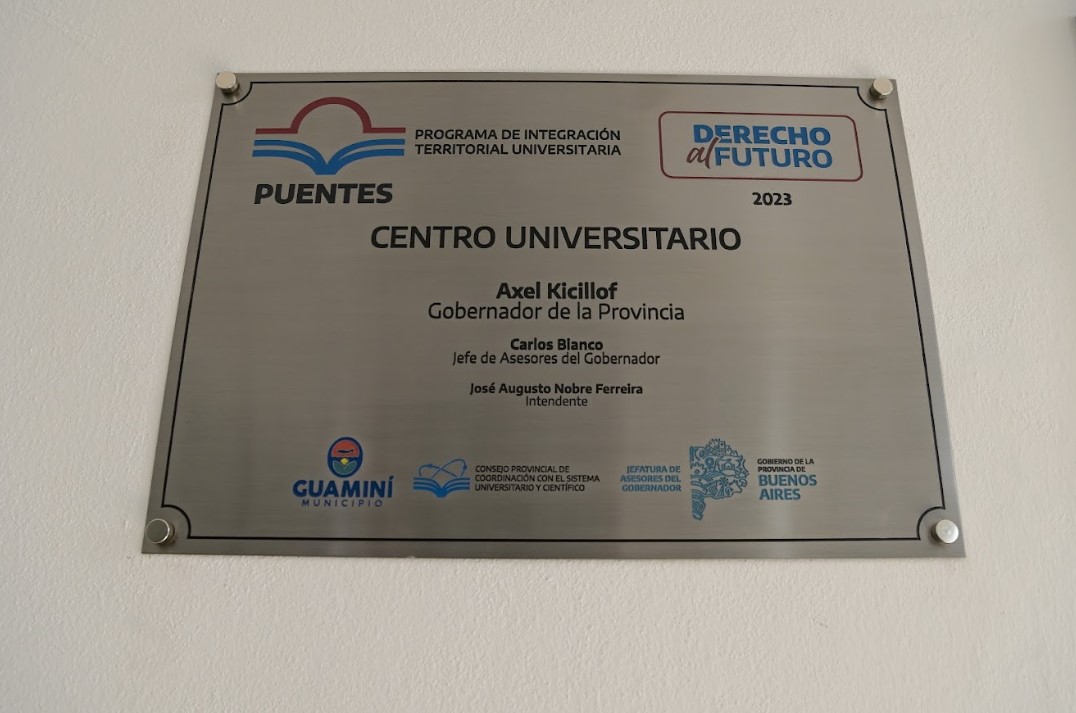 PROGRAMA DE INTEGRACIÓN
TERRITORIAL UNIVERSITARIA
PUENTES
DERECHO
al FUTURO
2023
CENTRO UNIVERSITARIO
Axel Kicillof
Gobernador de la Provincia
Carlos Blanco
Jefe de Asesores del Gobernador
José Augusto Nobre Ferreira
Intendente
GUAMINÍ
MUNICIPIO
CONSEJO PROVINCIAL DE
COORDINACIÓN CON EL SISTEMA
UNIVERSITARIO Y CIENTÍFICO
JEFATURA DE
ASESORES DEL
GOBERNADOR
GOBIERNO DE LA
PROVINCIA DE
BUENOS
AIRES